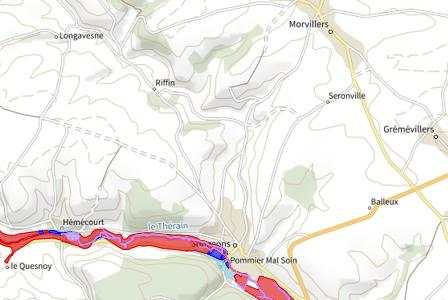 Morvillers
Longavesne
Riffin
Seronville
Grémévillers
Balleux
Hémécourt
le Thérain
Pommier Mal Soin
le Quesnoy